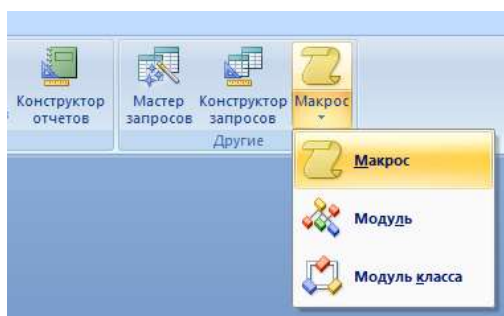 Конструктор отчетов
Мастер запросов
Конструктор запросов
Макрос
Другие
Макрос
Модуль
Модуль класса